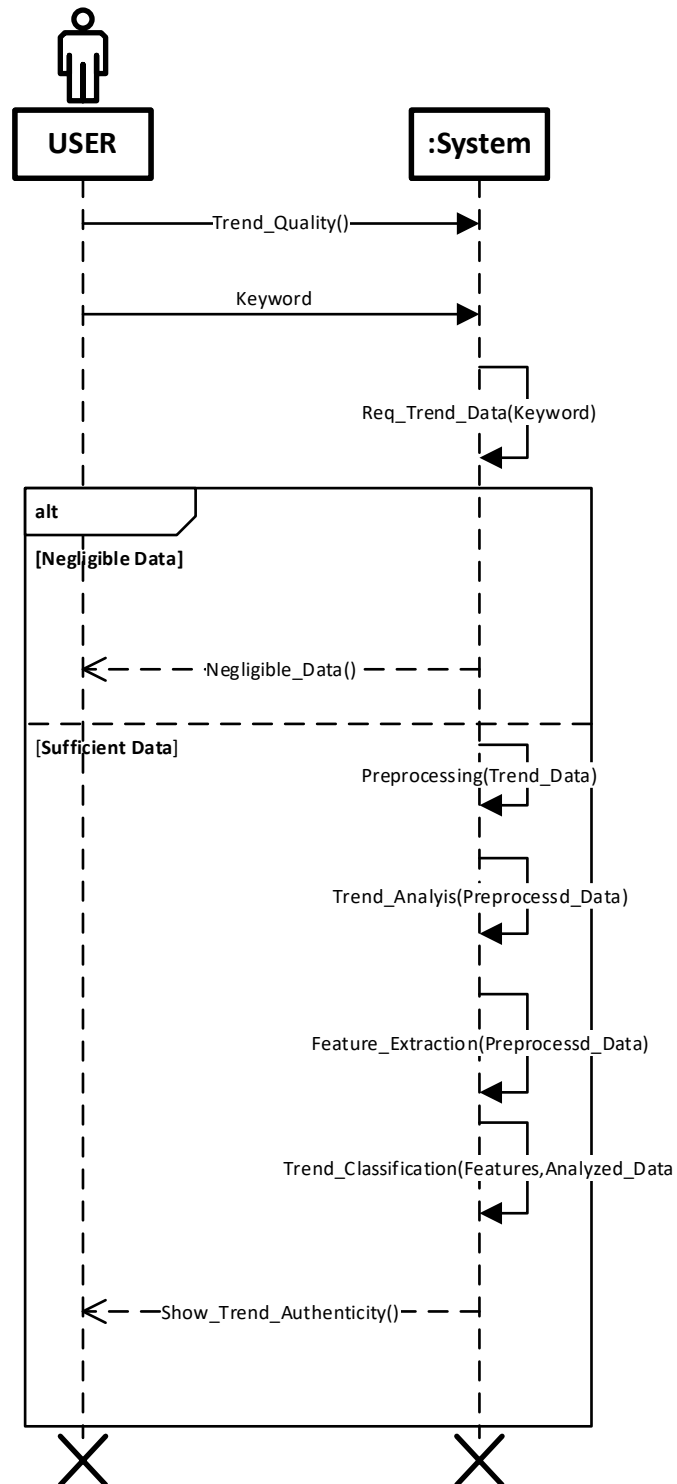 USER
:System
Trend_Quality()
Keyword
Req_Trend_Data(Keyword)
alt
[Negligible Data]
Negligible_Data()
[Sufficient Data]
Preprocessing(Trend_Data)
Trend_Analyis(Preprocessd_Data)
Feature_Extraction(Preprocessd_Data)
Trend_Classification(Features,Analyzed_Data
Show_Trend_Authenticity()